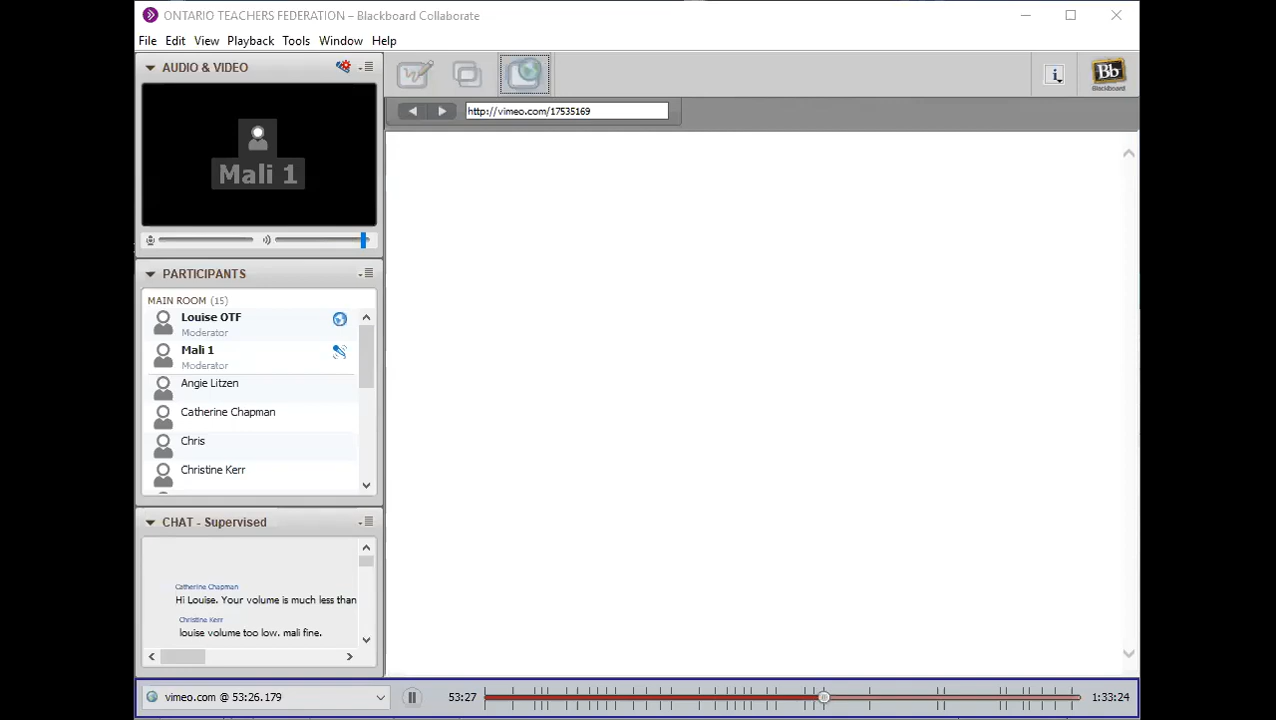 ONTARIO TEACHERS FEDERATION – Blackboard Collaborate
File Edit View Playback Tools Window Help
AUDIO & VIDEO
Mali 1
http://vimeo.com/17535169
Bb
Blackboard
PARTICIPANTS
MAIN ROOM (15)
Louise OTF
Moderator
Mali 1
Moderator
Angie Litzen
Catherine Chapman
Chris
Christine Kerr
CHAT - Supervised
Catherine Chapman
Hi Louise. Your volume is much less than
Christine Kerr
louise volume too low. mali fine.
vimeo.com @ 53:26.179
53:27
1:33:24